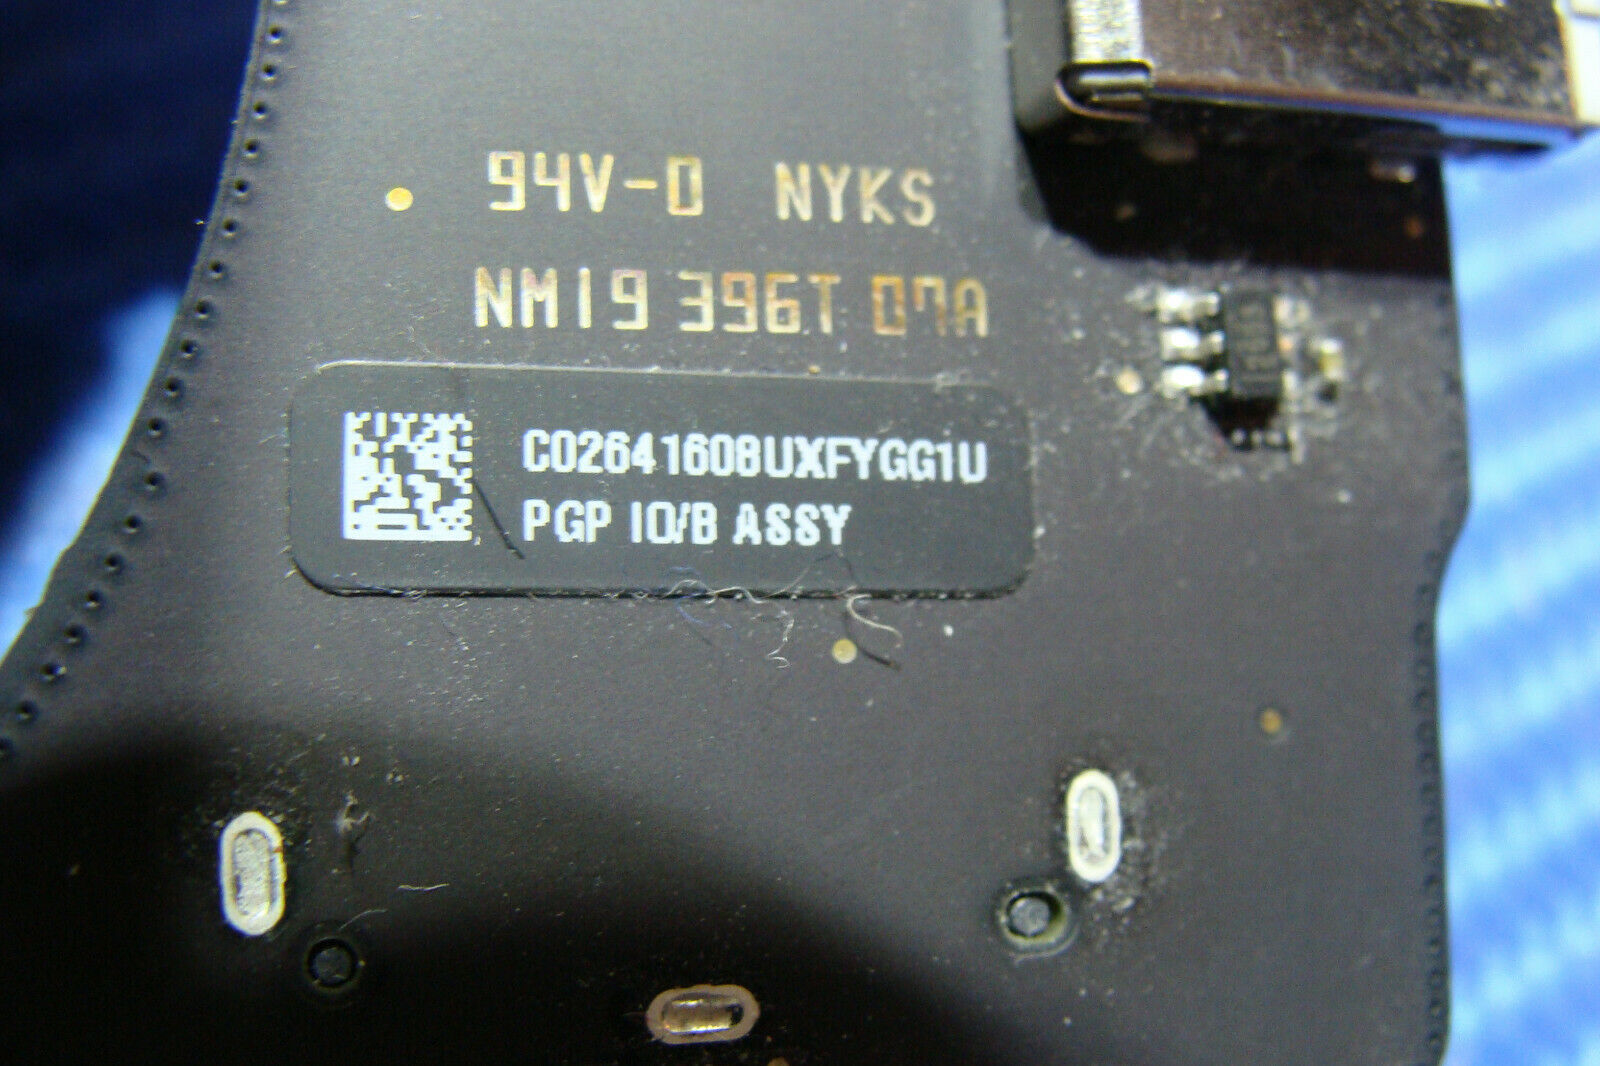 94V-0 NYKS
NM19 396T 07A
C02641608UXFYGG1U
PGP IO/B ASSY